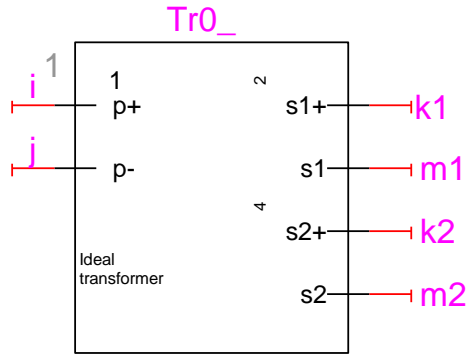 Tr0_
1
i 1 2
p+ s1+ k1
j
p- s1 m1
4
s2+ k2
Ideal
transformer
s2 m2